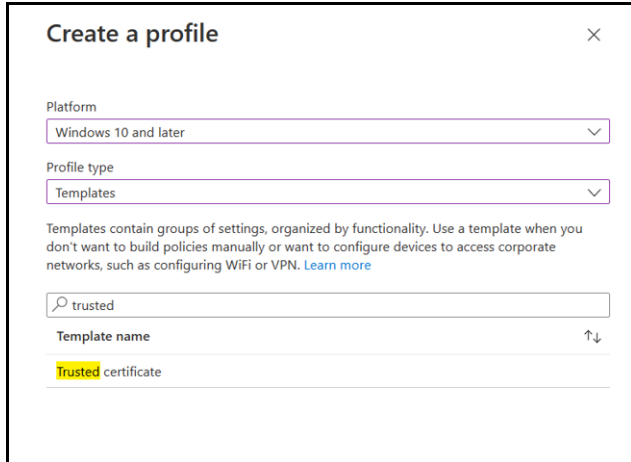 Create a profile
Platform
Windows 10 and later
Profile type
Templates
Templates contain groups of settings, organized by functionality. Use a template when you
don't want to build policies manually or want to configure devices to access corporate
networks, such as configuring WiFi or VPN. Learn more
trusted
Template name
Trusted certificate